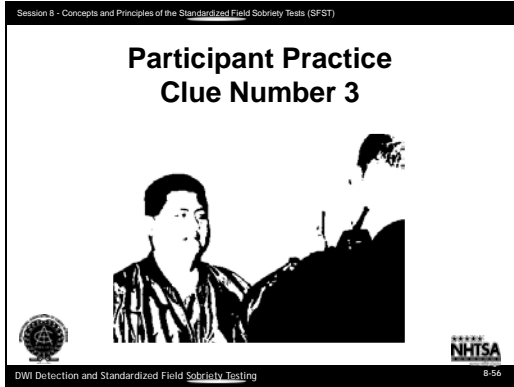 Session 8 - Concepts and Principles of the Standardized Field Sobriety Tests (SFST)
Participant Practice
Clue Number 3
NHTSA
DWI Detection and Standardized Field Sobriety Testing
8-56